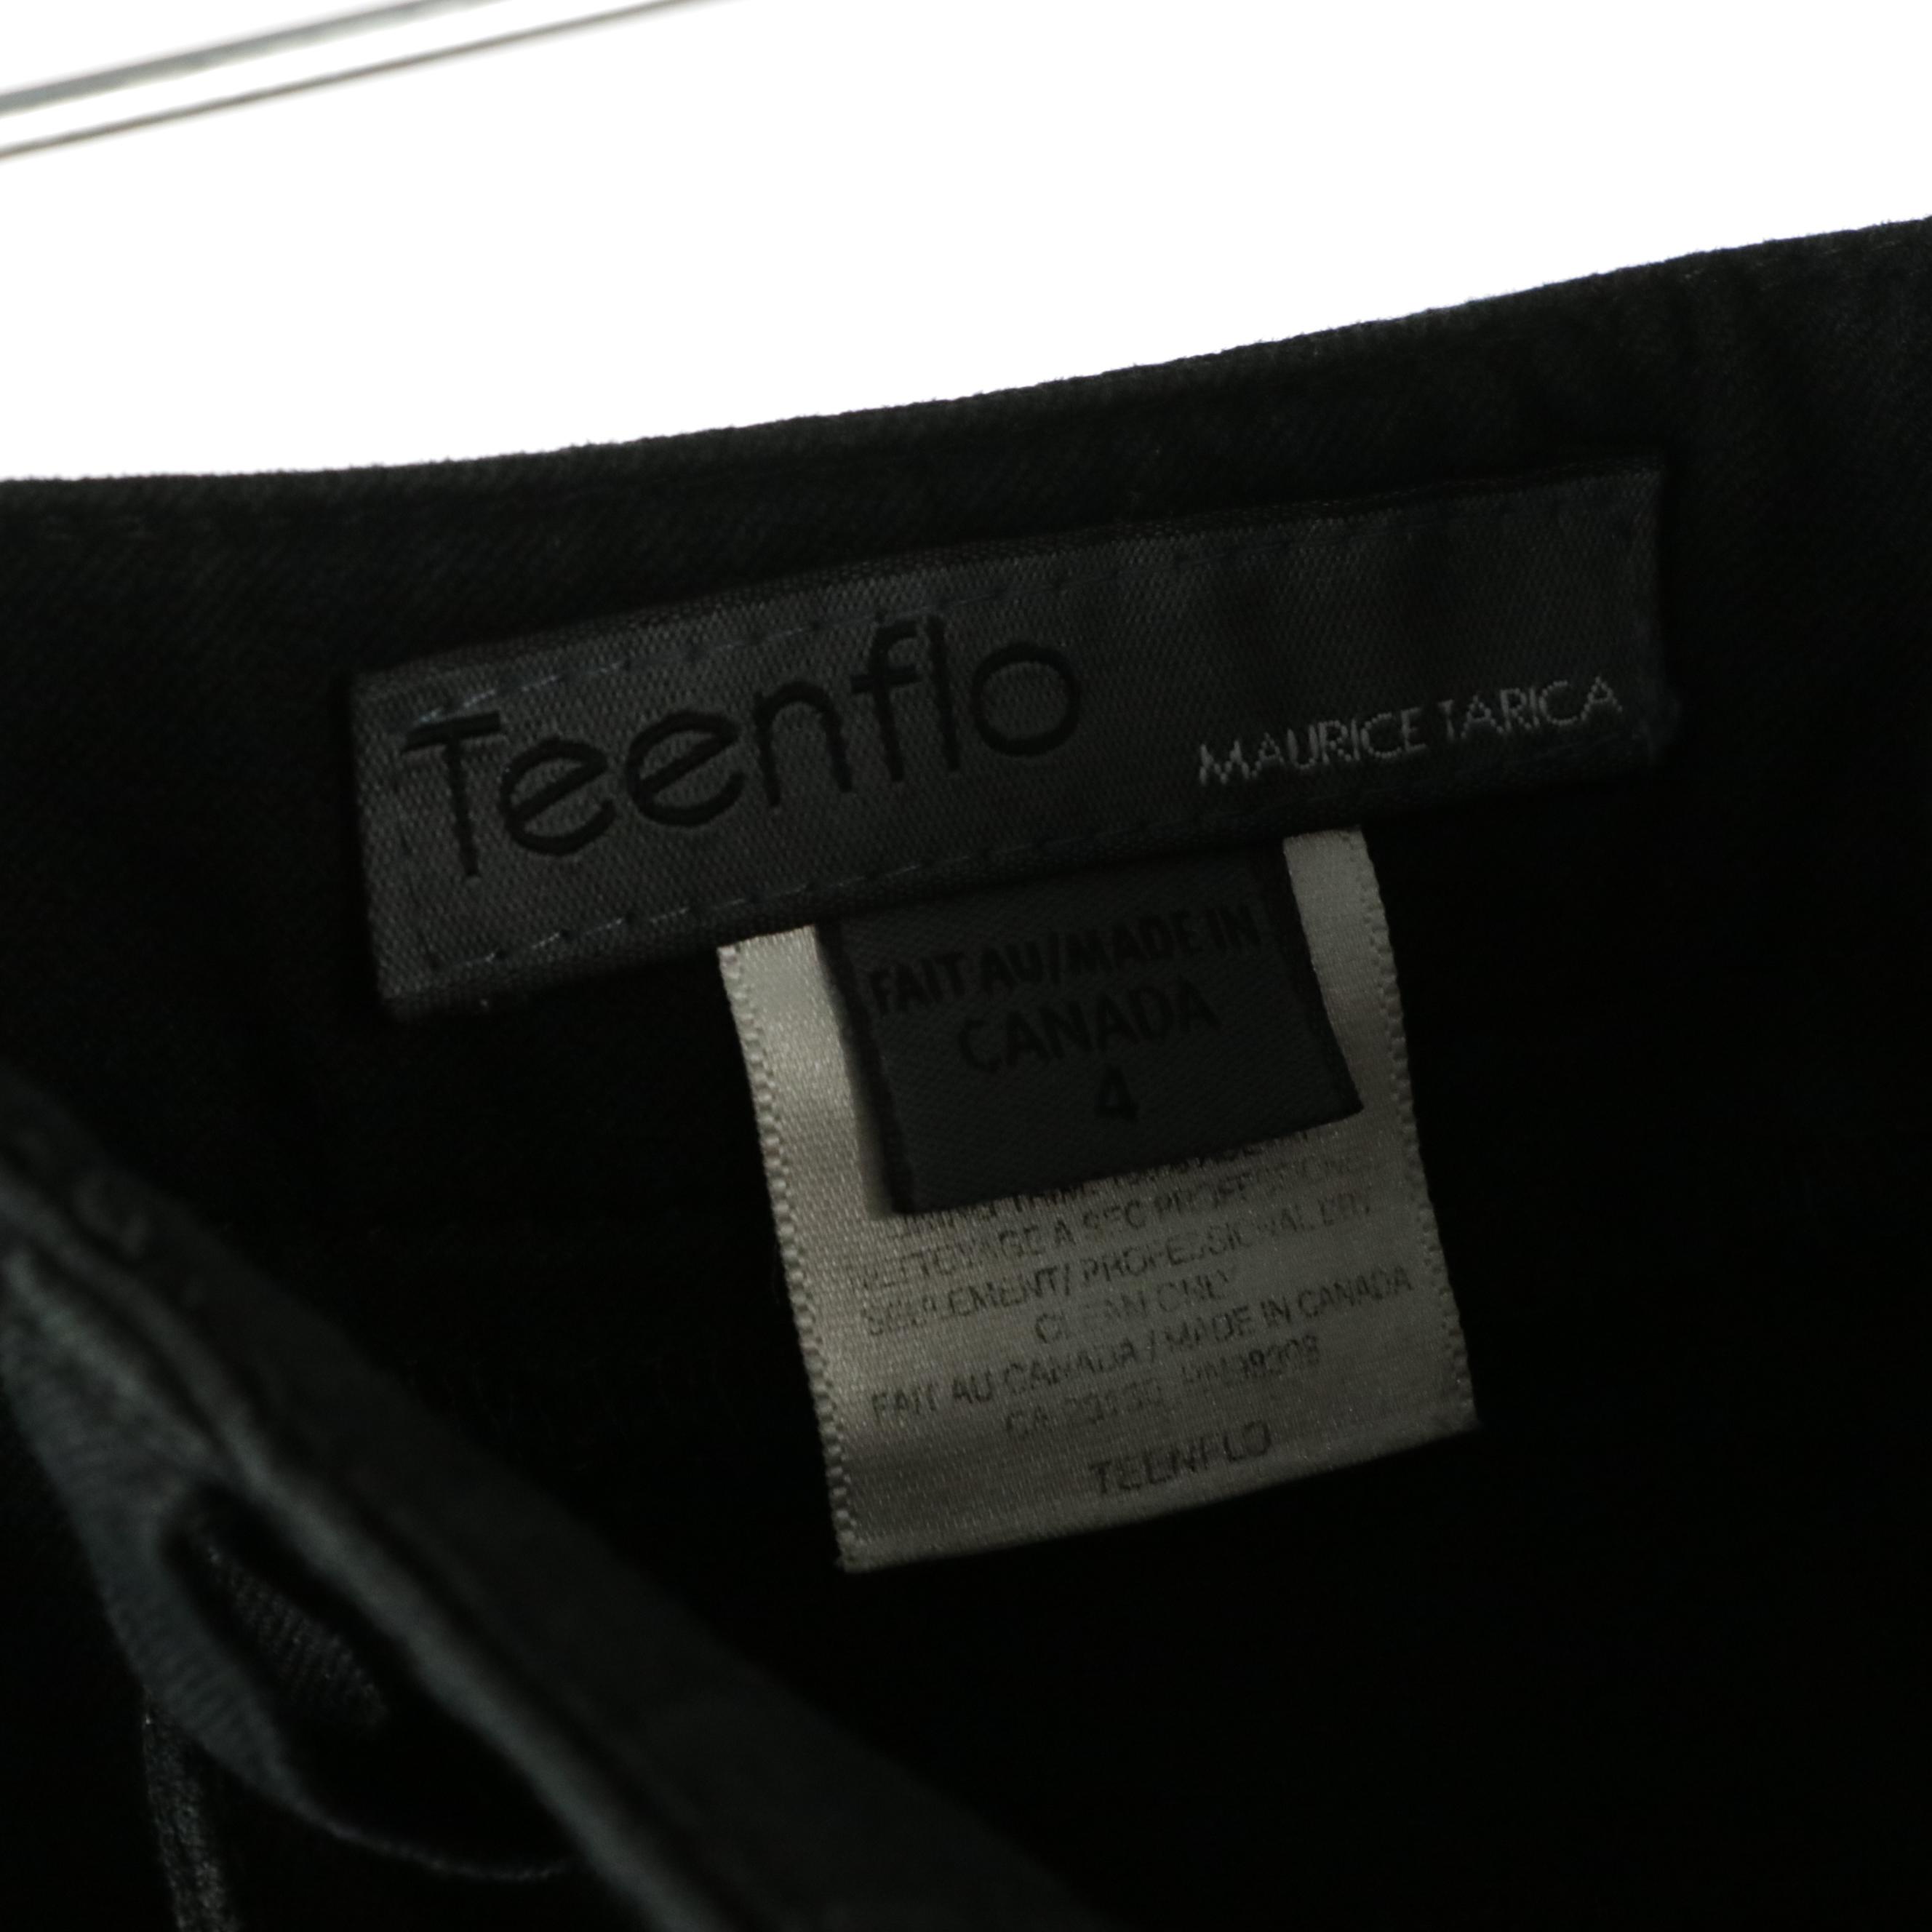 Teenflo
MAURICE TARICA
FAIT AU/MADE IN
CANADA
4
NETTOYAGE A SEC
SEULEMENT/PROFESSIONAL DRY
CLEAN ONLY
FAIT AU CANADA/MADE IN CANADA
TEENFLO